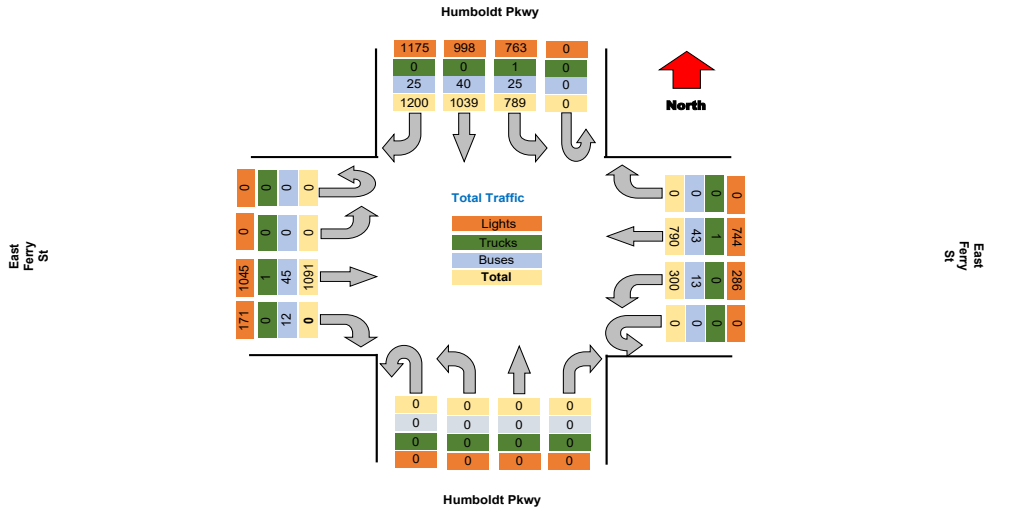 Humboldt Pkwy
1175 998 763 0
0 0 1 0
25 40 25 0
1200 1039 789 0
North
0 0 0 0
0 0 0 0
1045 1 45 1091
171 0 12 0
East
Ferry
St
Total Traffic
Lights
Trucks
Buses
Total
0 0 0 0
790 43 1 744
300 13 0 286
0 0 0 0
East
Ferry
St
0 0 0 0
0 0 0 0
0 0 0 0
0 0 0 0
Humboldt Pkwy